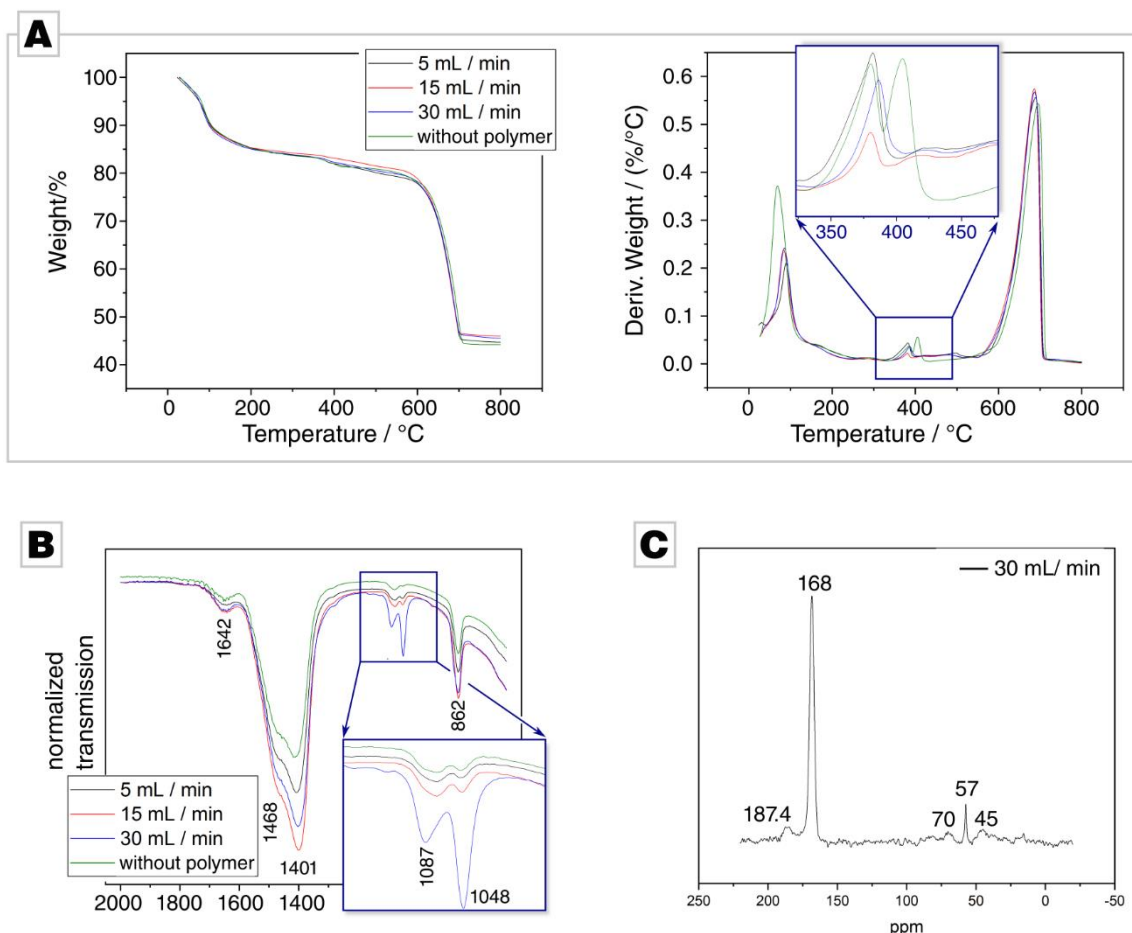 A
5 mL / min
15 mL / min
30 mL / min
without polymer
100
90
80
70
60
50
40
0
200
400
600
800
Weight/%
Temperature / °C
0.6
0.5
0.4
0.3
0.2
0.1
0.0
0
200
400
600
800
350
400
450
Deriv. Weight / (%/°C)
Temperature / °C
B
1642
1468
1401
862
1087
1048
normalized
transmission
5 mL / min
15 mL / min
30 mL / min
without polymer
2000
1800
1600
1400
C
30 mL/ min
168
187.4
70
57
45
250
200
150
100
50
0
-50
ppm